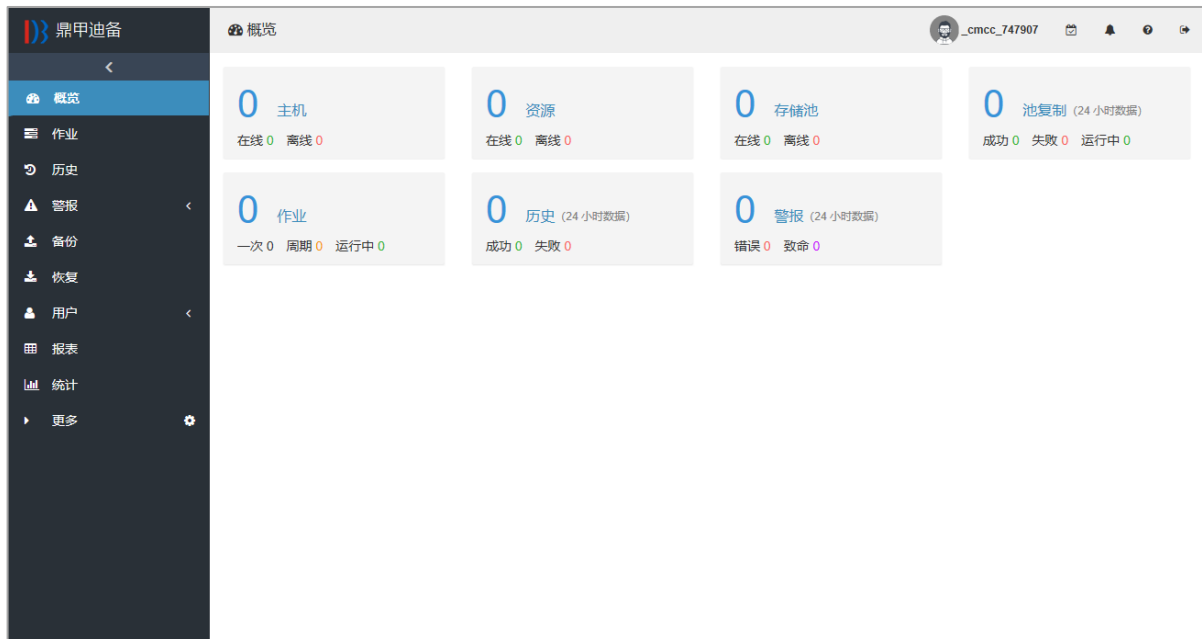 鼎甲迪备
概览
_cmcc_747907
概览
作业
历史
警报
备份
恢复
用户
报表
统计
更多
0 主机
在线 0 离线 0
0 资源
在线 0 离线 0
0 存储池
在线 0 离线 0
0 池复制 (24 小时数据)
成功 0 失败 0 运行中 0
0 作业
一次 0 周期 0 运行中 0
0 历史 (24 小时数据)
成功 0 失败 0
0 警报 (24 小时数据)
错误 0 致命 0